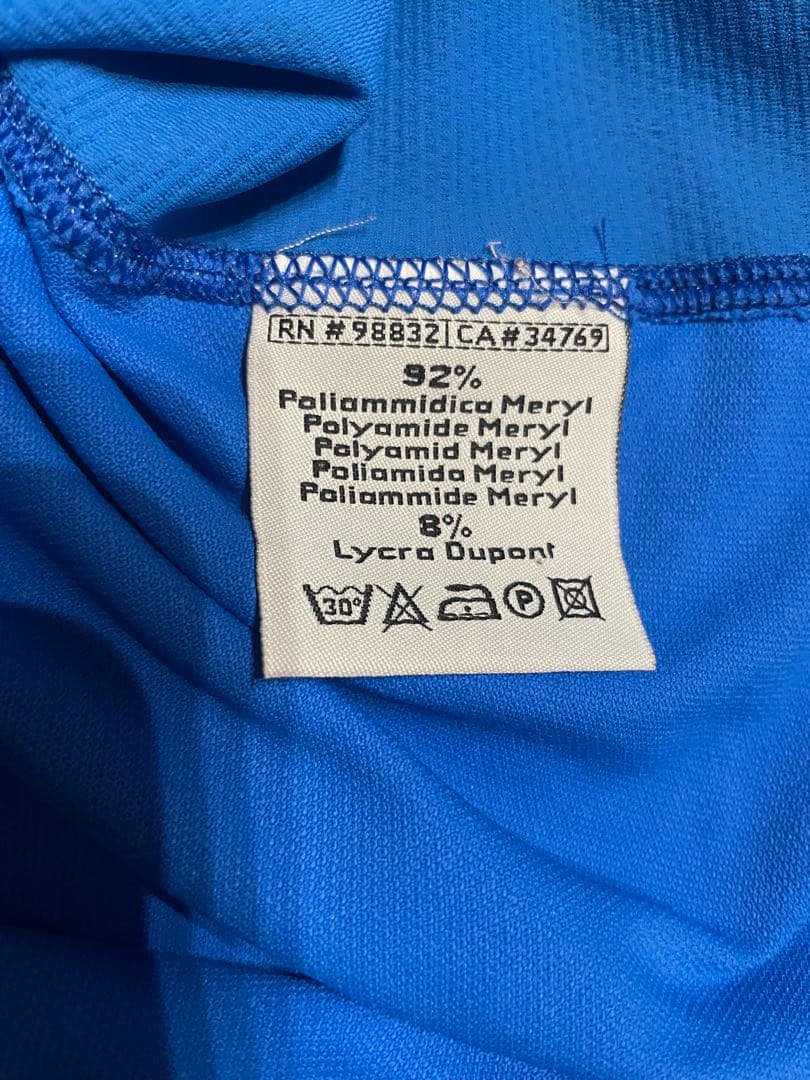 RN #98832|CA#34769
92%
Poliammidica Meryl
Polyamide Meryl
Polyamid Meryl
Poliamida Meryl
Poliammide Meryl
8%
Lycra Dupont
30° P